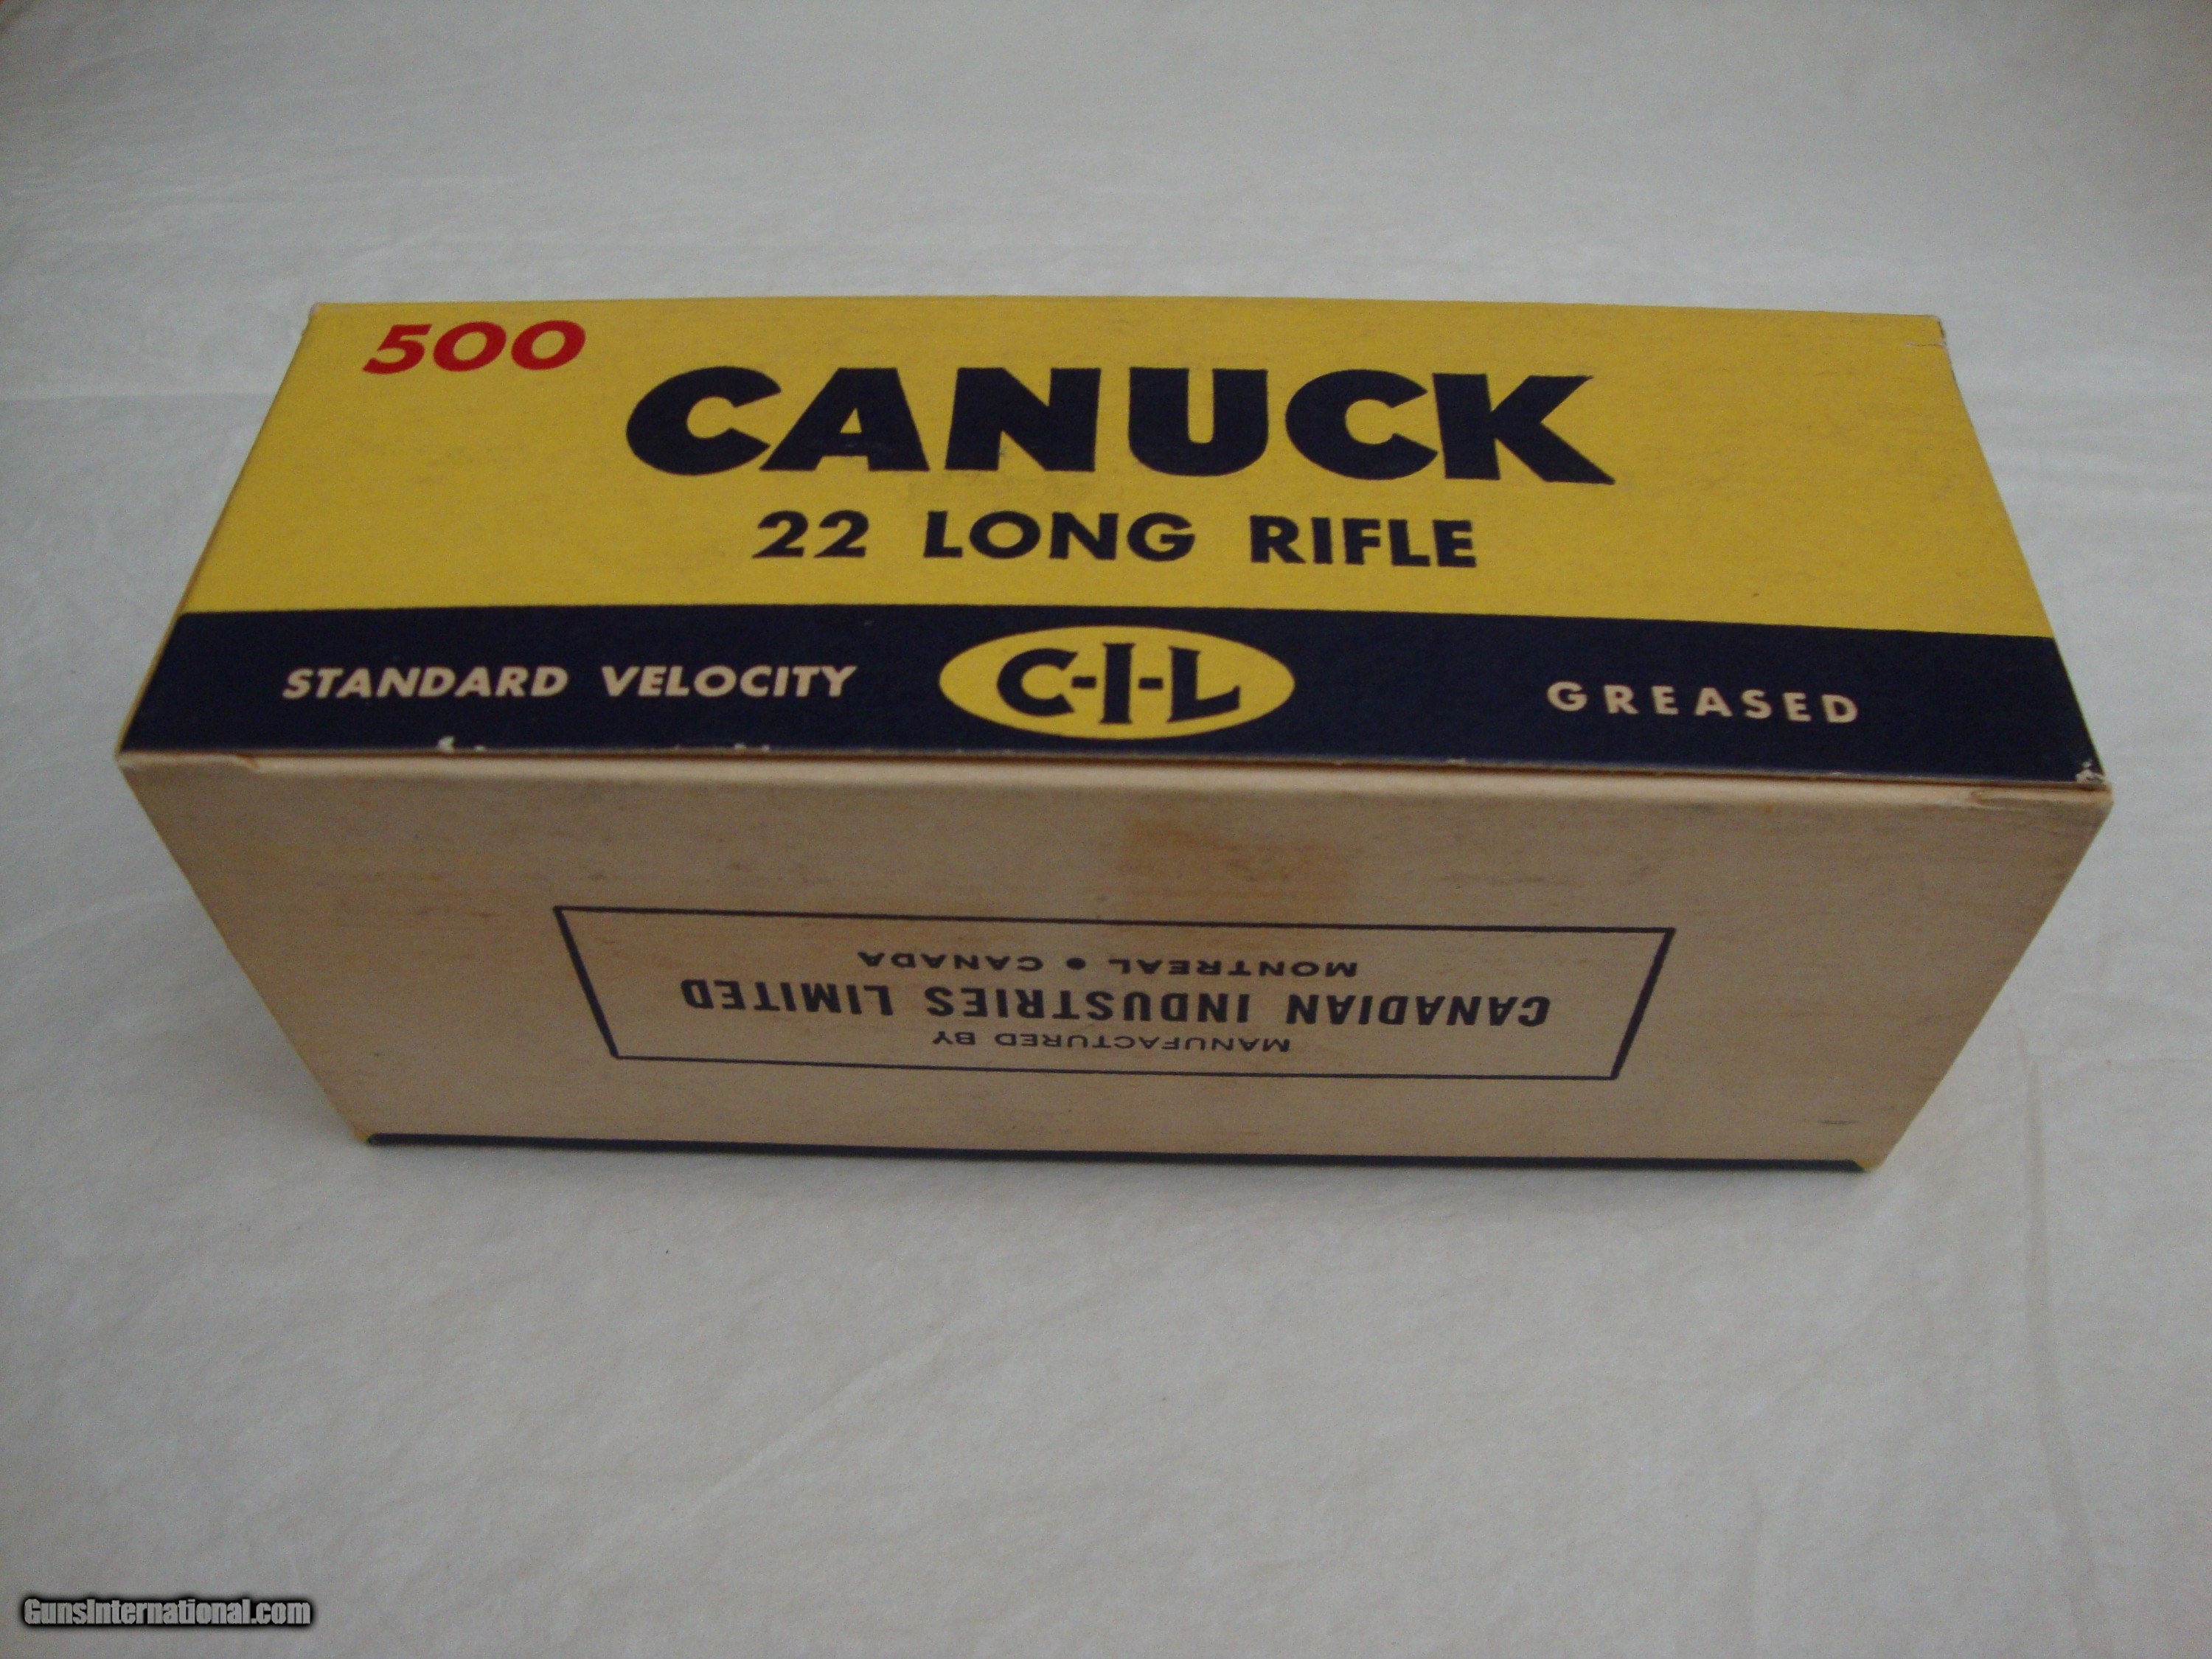 500
CANUCK
22 LONG RIFLE
STANDARD VELOCITY C-I-L GREASED
MANUFACTURED BY
CANADIAN INDUSTRIES LIMITED
MONTREAL • CANADA
GunsInternational.com